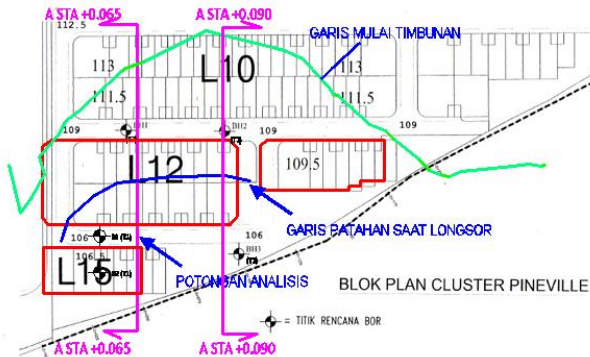 112.5
A STA +0.065
A STA +0.090
GARIS MULAI TIMBUNAN
113
L10
113
111.5
111.5
109
BH1
BH2
109
L12
109.5
GARIS PATAHAN SAAT LONGSOR
106
106
BH3
106.5
L15
POTONGAN ANALISIS
BLOK PLAN CLUSTER PINEVILLE
= TITIK RENCANA BOR
A STA +0.065
A STA +0.090